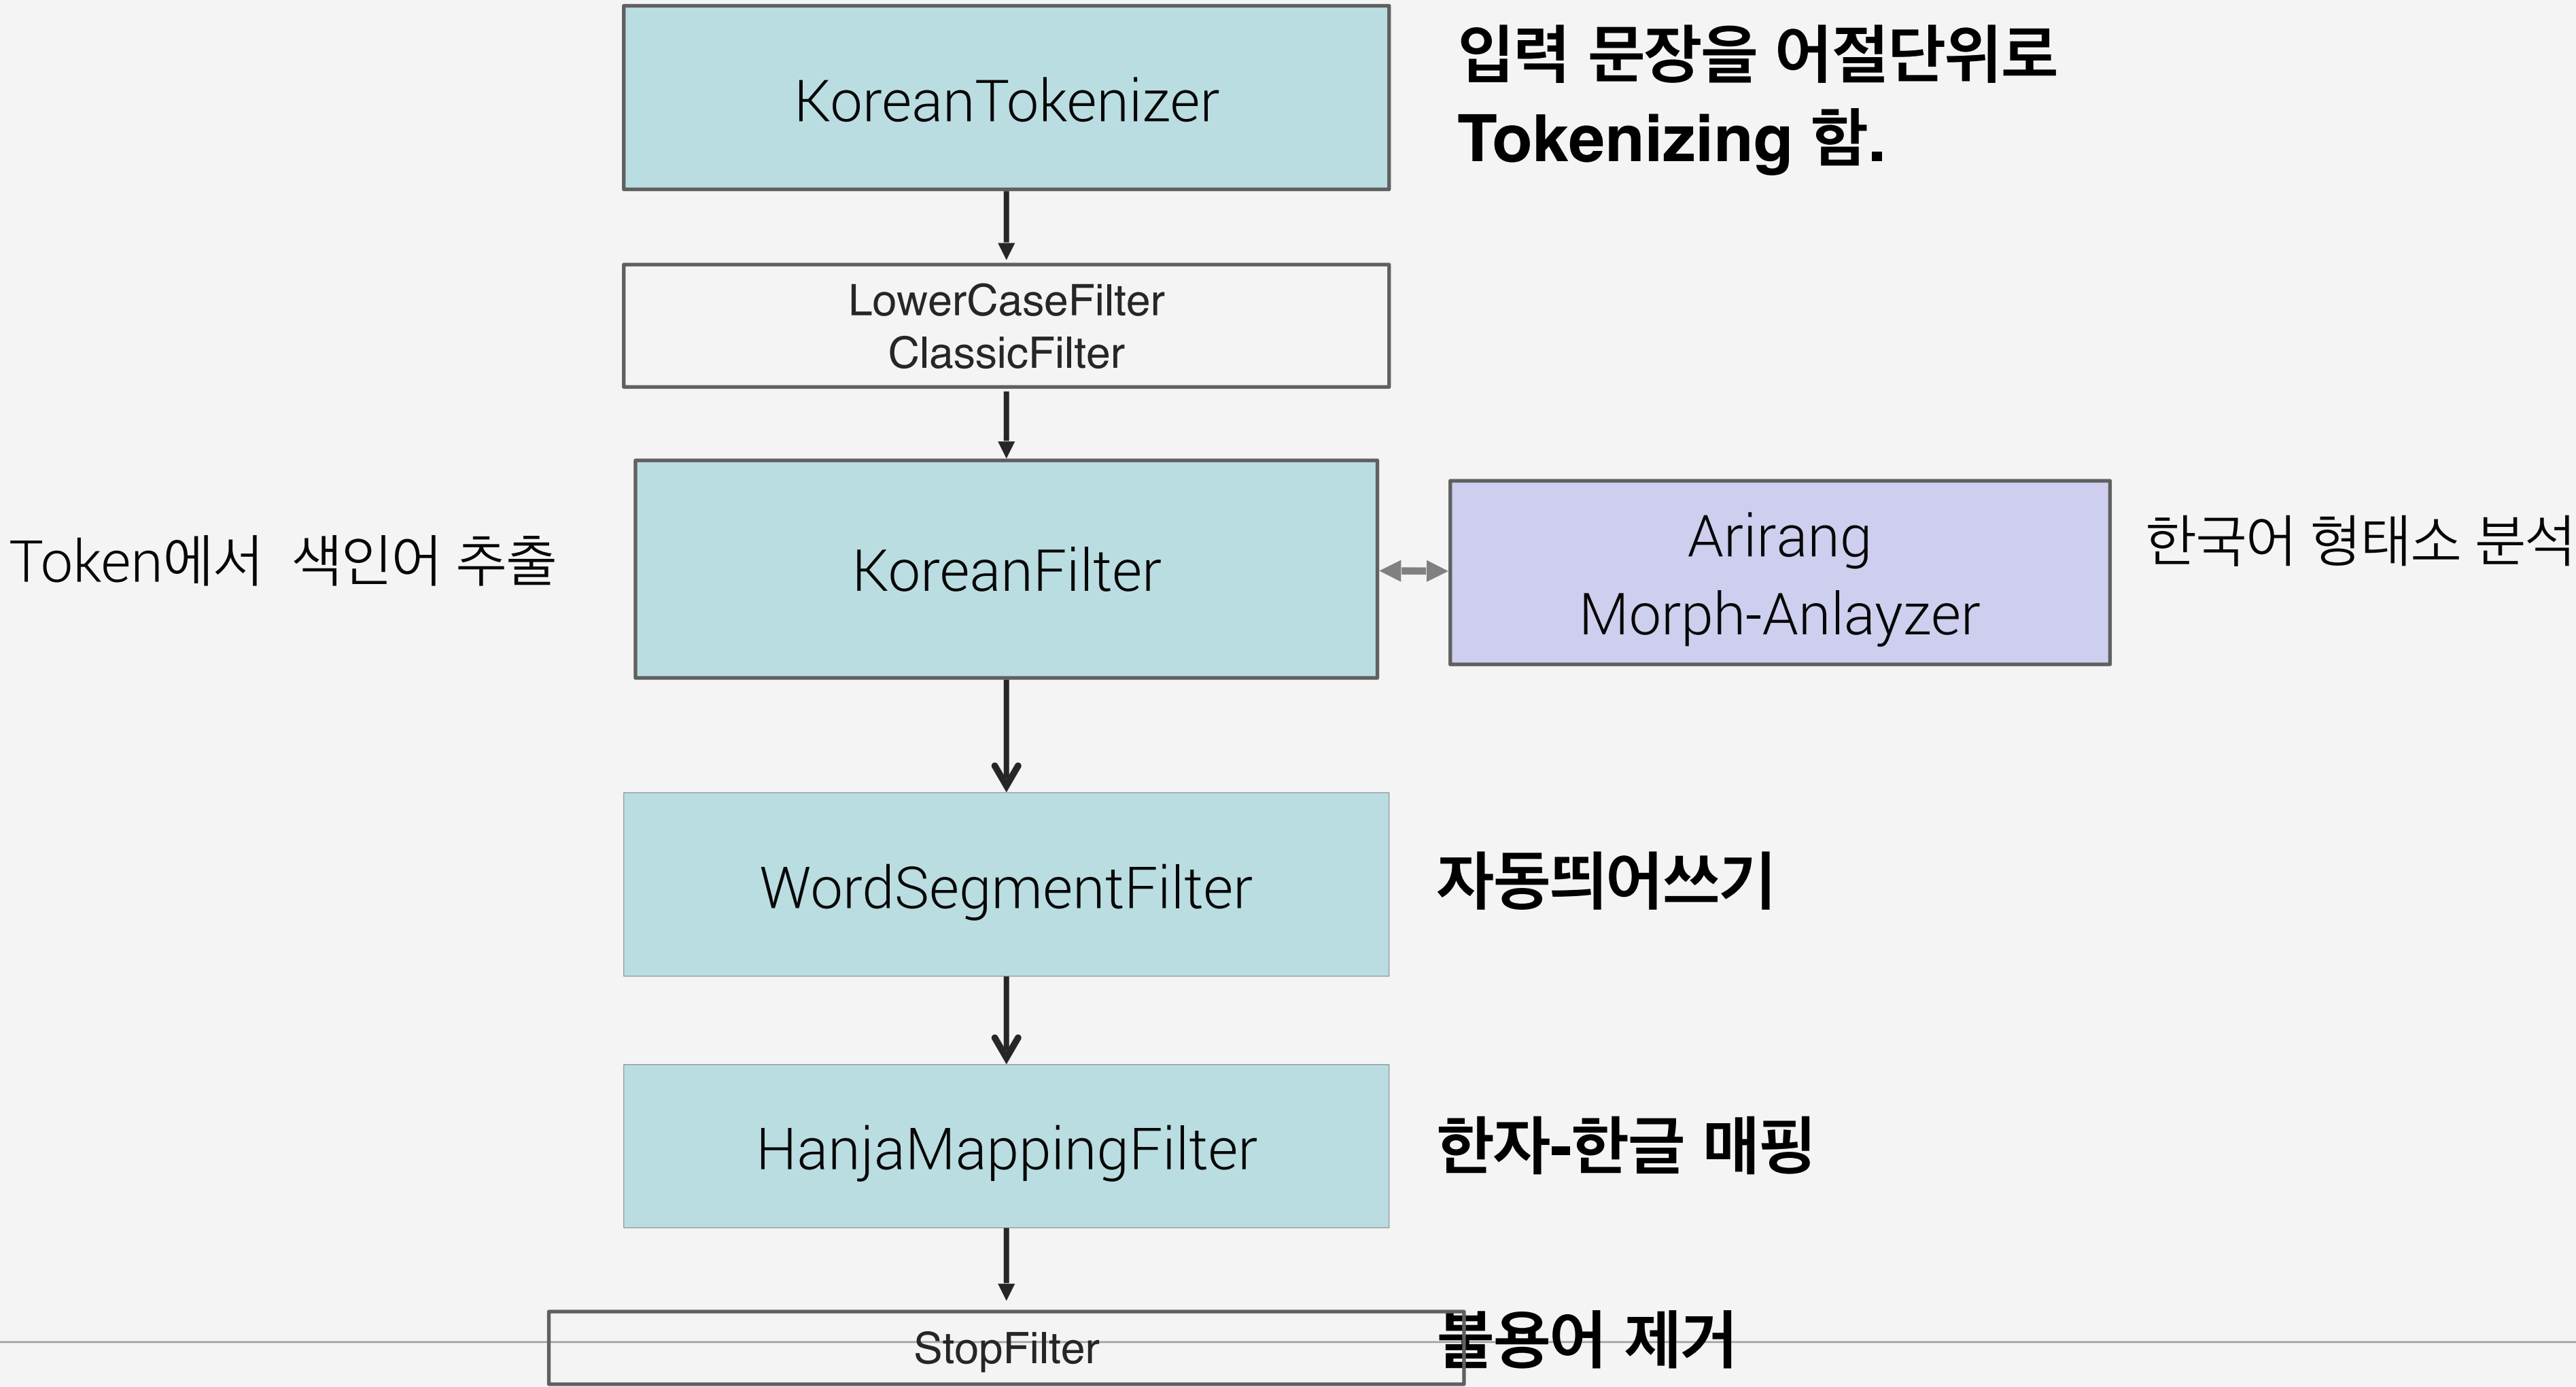 KoreanTokenizer
입력 문장을 어절단위로
Tokenizing 함.
LowerCaseFilter
ClassicFilter
Token에서 색인어 추출
KoreanFilter
Arirang
Morph-Anlayzer
한국어 형태소 분석
WordSegmentFilter
자동띄어쓰기
HanjaMappingFilter
한자-한글 매핑
StopFilter
불용어 제거